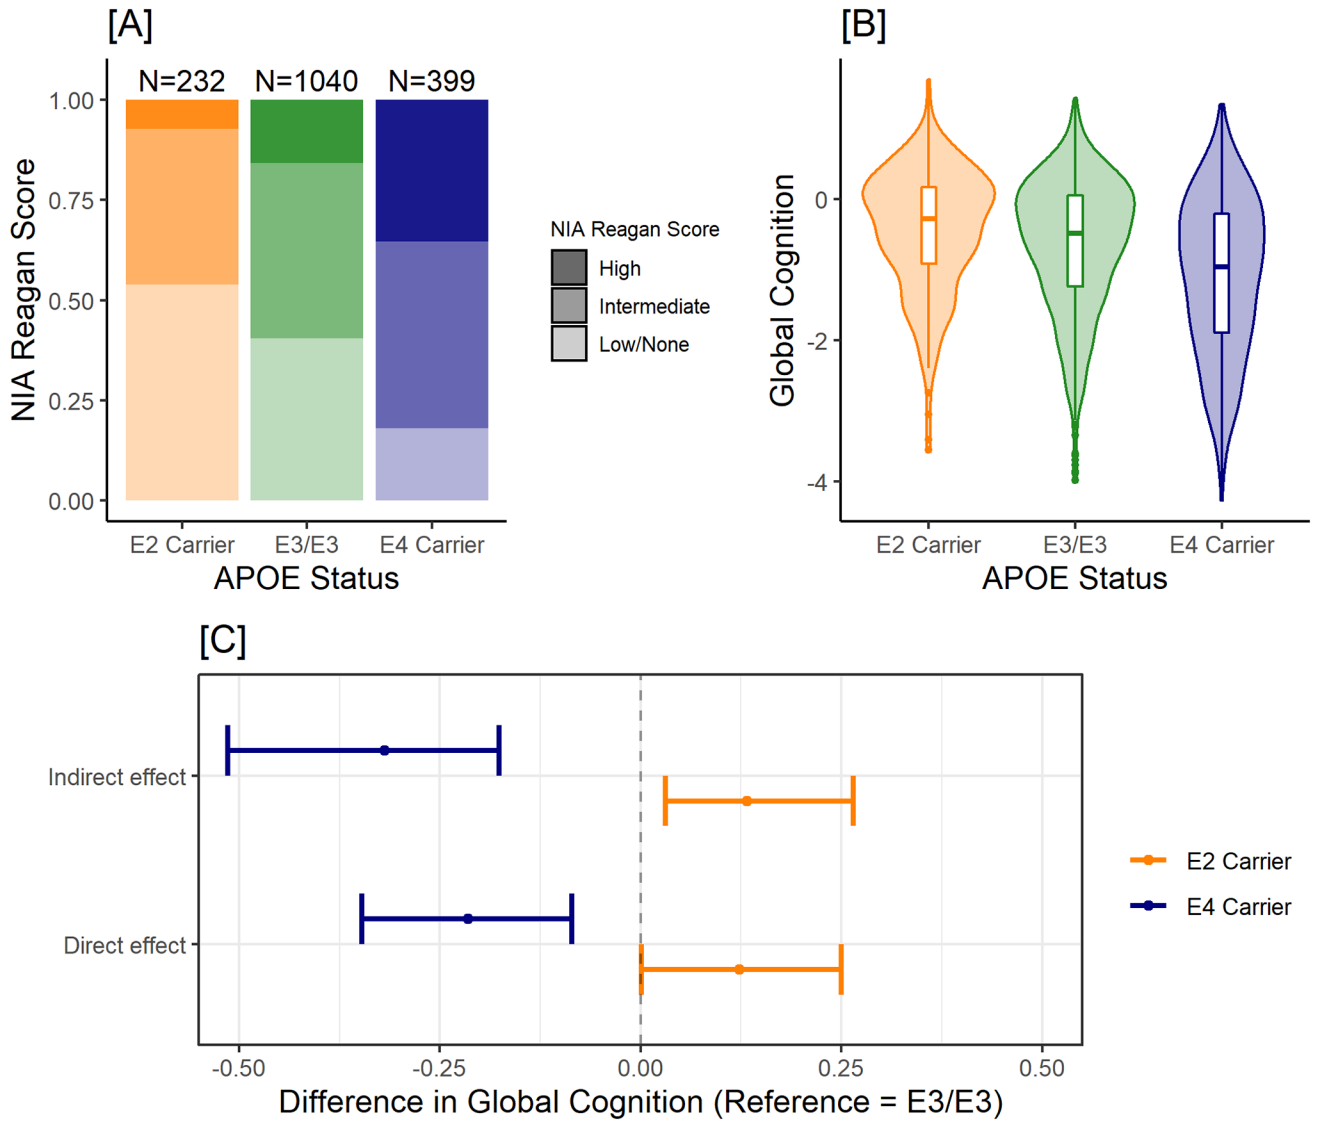 [A]
N=232 N=1040 N=399
NIA Reagan Score
1.00
0.75
0.50
0.25
0.00
E2 Carrier E3/E3 E4 Carrier
APOE Status
NIA Reagan Score
High
Intermediate
Low/None
[B]
Global Cognition
0
-2
-4
E2 Carrier E3/E3 E4 Carrier
APOE Status
[C]
Indirect effect
Direct effect
-0.50 -0.25 0.00 0.25 0.50
Difference in Global Cognition (Reference = E3/E3)
E2 Carrier
E4 Carrier